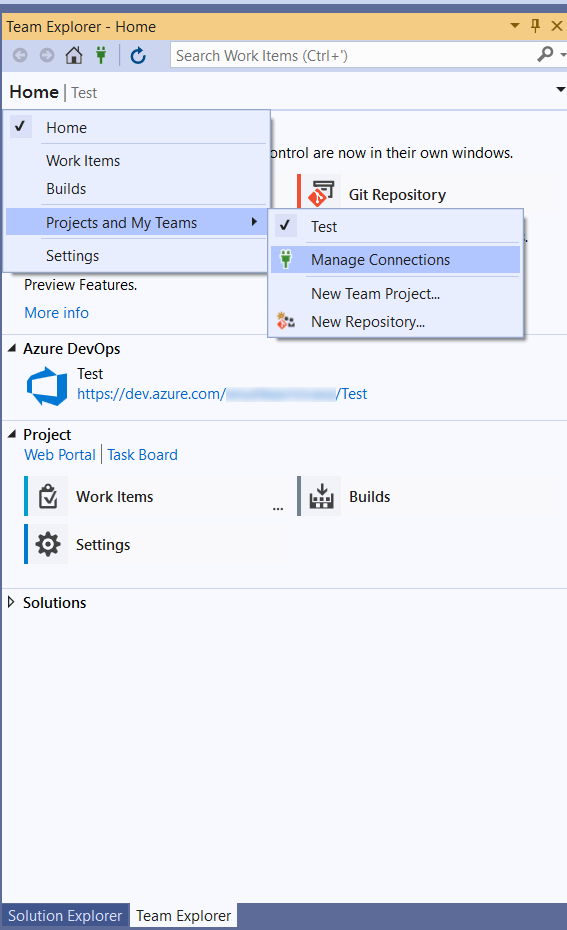 Team Explorer - Home
Search Work Items (Ctrl+')
Home | Test
Home
ontrol are now in their own windows.
Work Items
Builds
Git Repository
Projects and My Teams
Test
Settings
Manage Connections
Preview Features.
New Team Project...
More info
New Repository...
Azure DevOps
Test
https://dev.azure.com/ /Test
Project
Web Portal | Task Board
Work Items
...
Builds
Settings
Solutions
Solution Explorer
Team Explorer